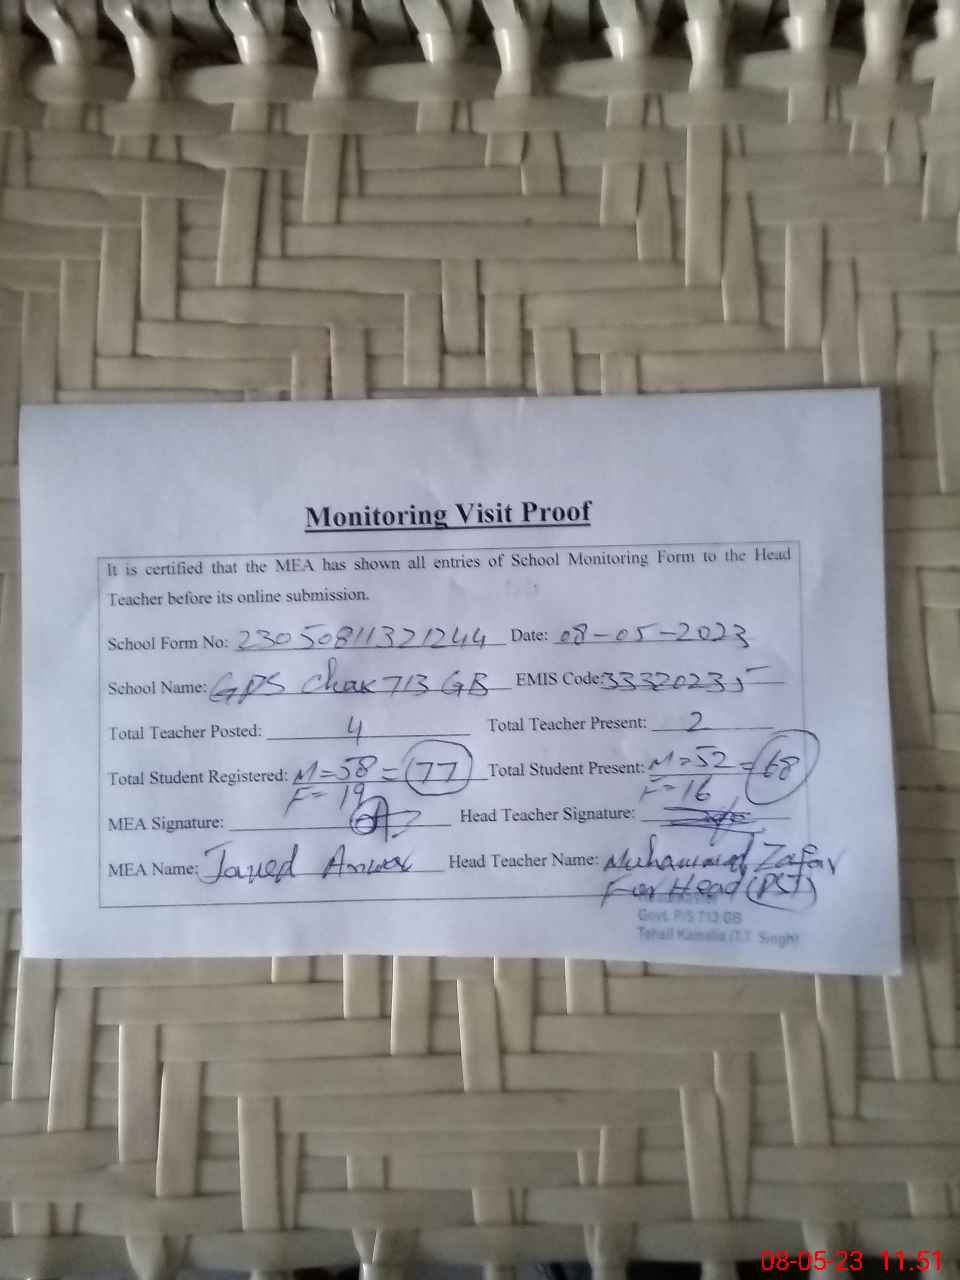 Monitoring Visit Proof
It is certified that the MEA has shown all entries of School Monitoring Form to the Head
Teacher before its online submission.
School Form No: 23050811321244 Date: 08-05-2023
School Name: GPS Chak 713 GB EMIS Code: 33320235
Total Teacher Posted: 4 Total Teacher Present: 2
Total Student Registered: M=58 = 77 Total Student Present: M=52 = 68
F=19 F=16
MEA Signature: Head Teacher Signature:
MEA Name: Javed Anwar Head Teacher Name: Muhammad Zafar
For Head (PST)
Govt. P/S 713 GB
Tehsil Kamalia (T.T. Singh)
08-05-23 11.51